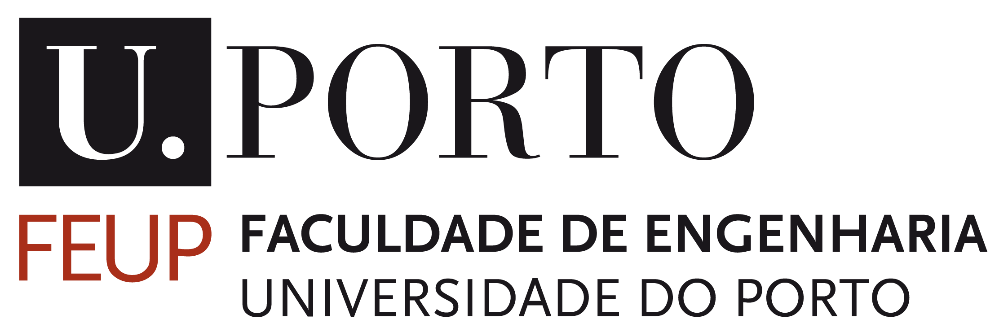 U. PORTO
FEUP FACULDADE DE ENGENHARIA
UNIVERSIDADE DO PORTO